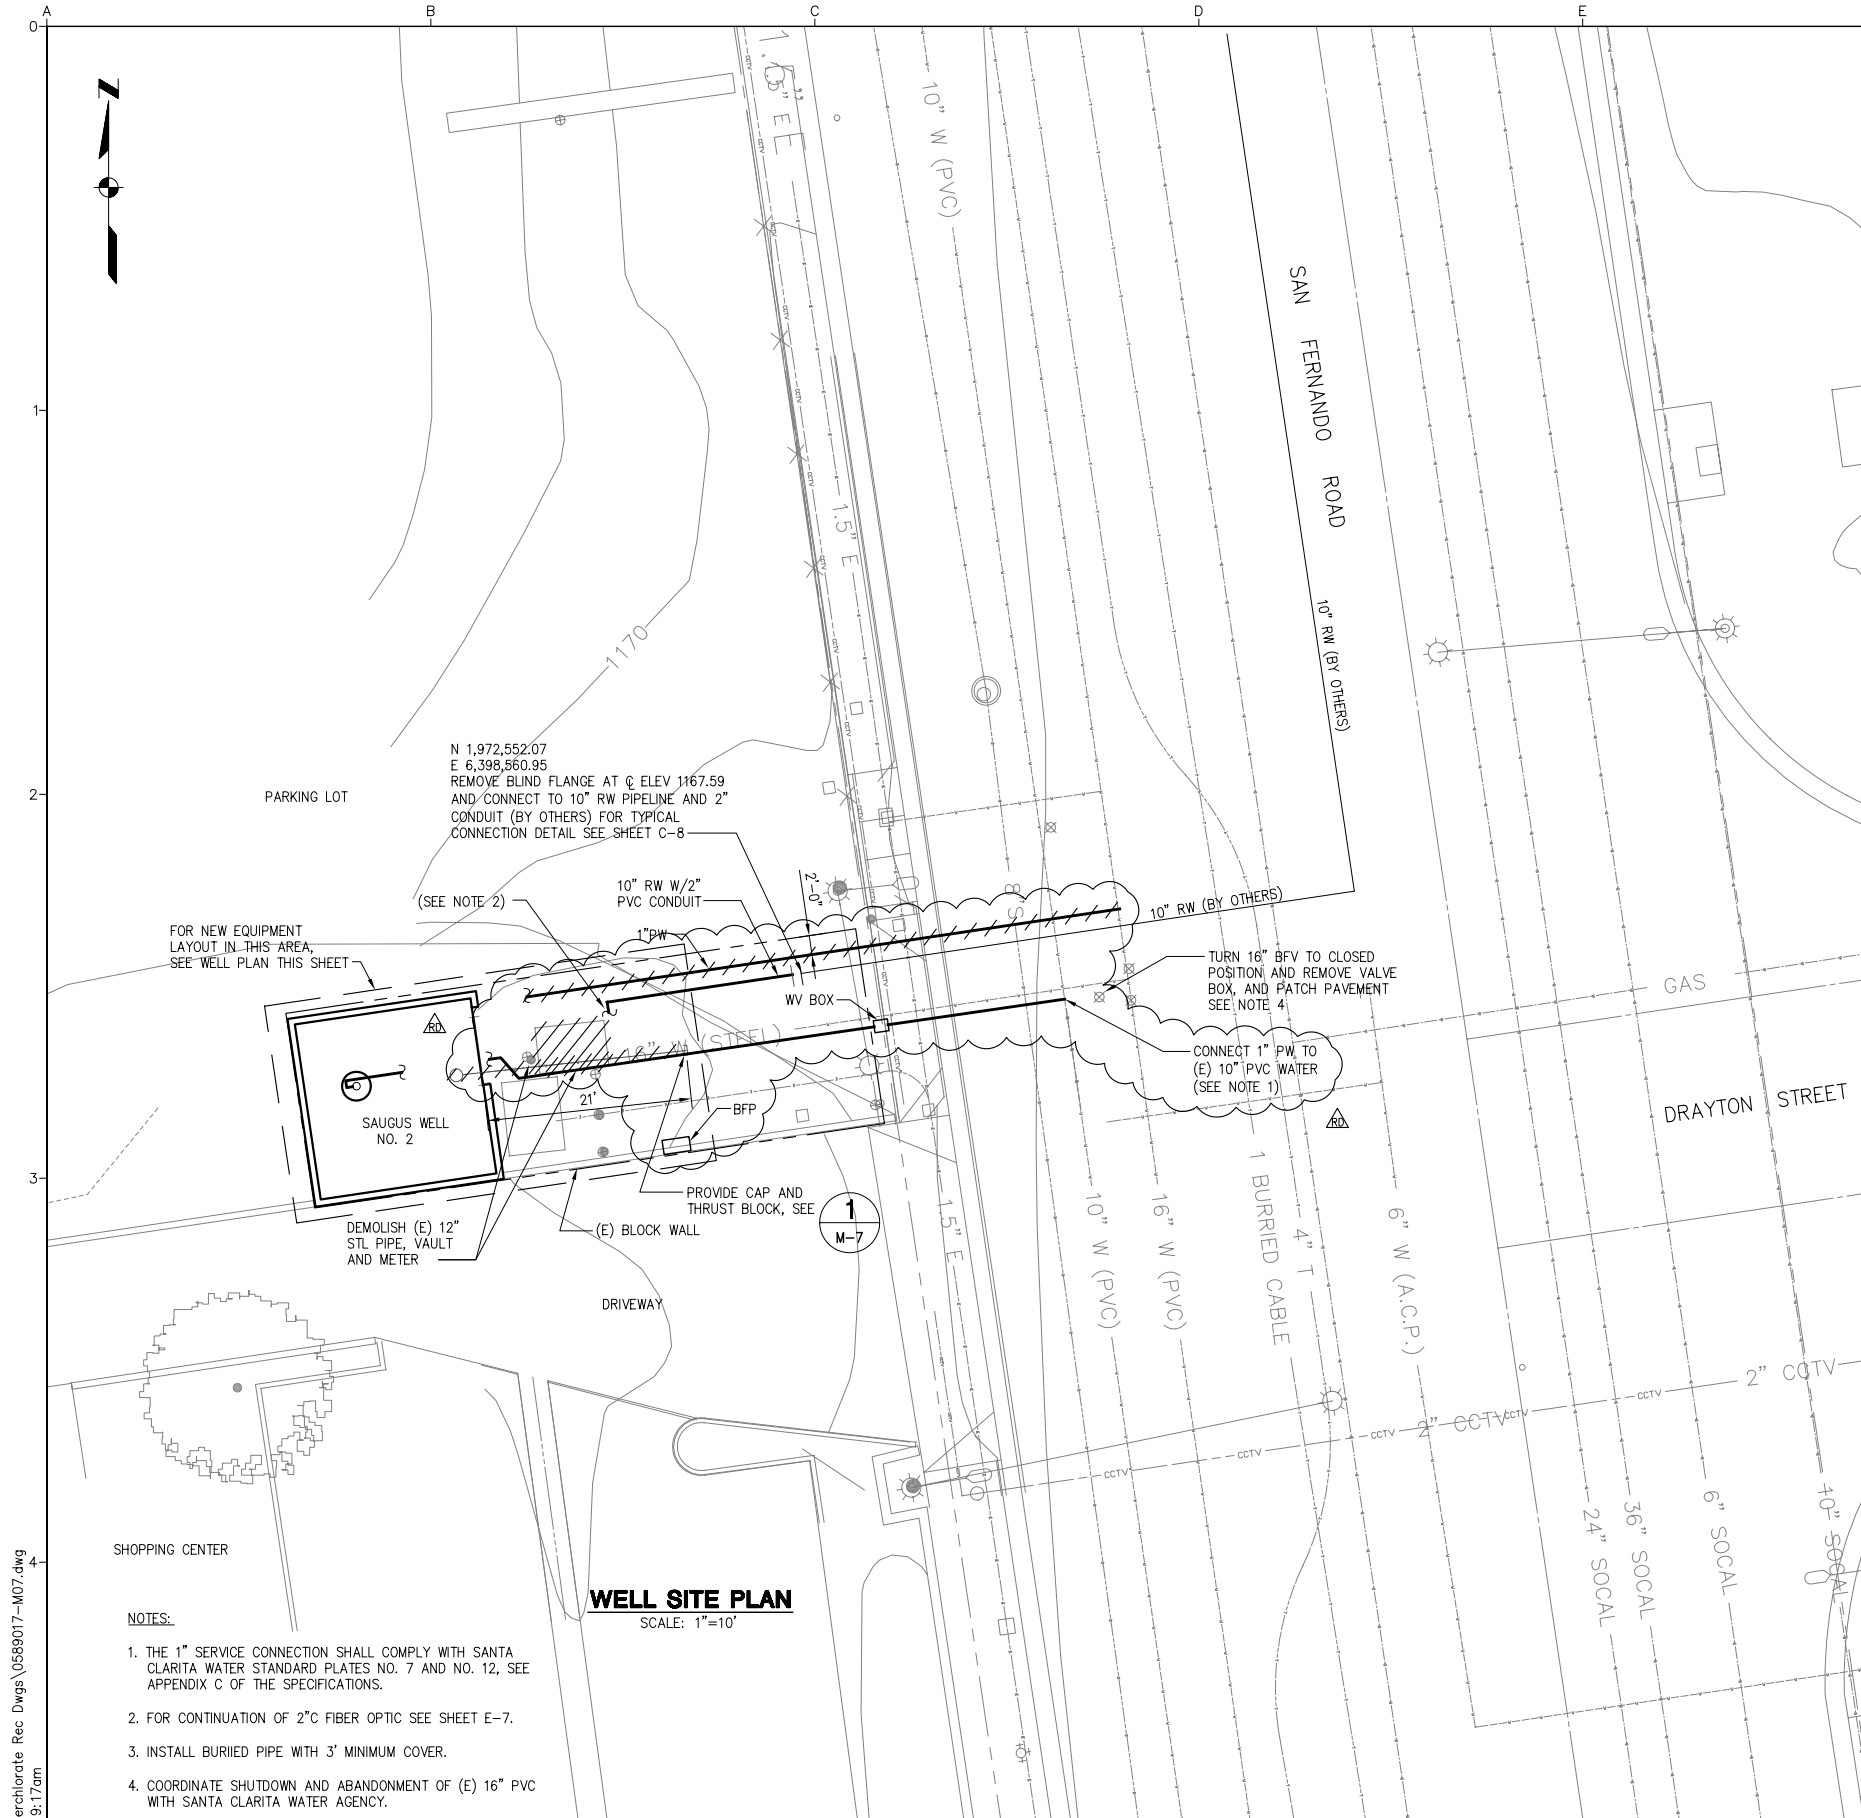 A
B
C
D
E
0
1
2
3
4
N
1.5" E
E
10" W (PVC)
SAN FERNANDO ROAD
10" RW (BY OTHERS)
1.5" E
1170
N 1,972,552.07
E 6,398,560.95
REMOVE BLIND FLANGE AT ℄ ELEV 1167.59
AND CONNECT TO 10" RW PIPELINE AND 2"
CONDUIT (BY OTHERS) FOR TYPICAL
CONNECTION DETAIL SEE SHEET C-8
PARKING LOT
(SEE NOTE 2)
10" RW W/2"
PVC CONDUIT
2'-0"
8" S
10" RW (BY OTHERS)
1"PW
FOR NEW EQUIPMENT
LAYOUT IN THIS AREA,
SEE WELL PLAN THIS SHEET
TURN 16" BFV TO CLOSED
POSITION AND REMOVE VALVE
BOX, AND PATCH PAVEMENT
SEE NOTE 4
GAS
WV BOX
RD
16" W (STEEL)
CONNECT 1" PW TO
(E) 10" PVC WATER
(SEE NOTE 1)
21'
BFP
RD
DRAYTON STREET
SAUGUS WELL
NO. 2
PROVIDE CAP AND
THRUST BLOCK, SEE
1
M-7
DEMOLISH (E) 12"
STL PIPE, VAULT
AND METER
(E) BLOCK WALL
1.5" E
10" W (PVC)
16" W (PVC)
1 BURRIED CABLE
4" T
6" W (A.C.P.)
DRIVEWAY
2" CCTV
CCTV
2" CCTV
CCTV
CCTV
CCTV
CCTV
24" SOCAL
36" SOCAL
6" SOCAL
10" SOCAL
SHOPPING CENTER
WELL SITE PLAN
SCALE: 1"=10'
NOTES:
1. THE 1" SERVICE CONNECTION SHALL COMPLY WITH SANTA
CLARITA WATER STANDARD PLATES NO. 7 AND NO. 12, SEE
APPENDIX C OF THE SPECIFICATIONS.
2. FOR CONTINUATION OF 2"C FIBER OPTIC SEE SHEET E-7.
3. INSTALL BURIIED PIPE WITH 3' MINIMUM COVER.
4. COORDINATE SHUTDOWN AND ABANDONMENT OF (E) 16" PVC
WITH SANTA CLARITA WATER AGENCY.
erchlorate Rec Dwgs\0589017-M07.dwg
9:17am